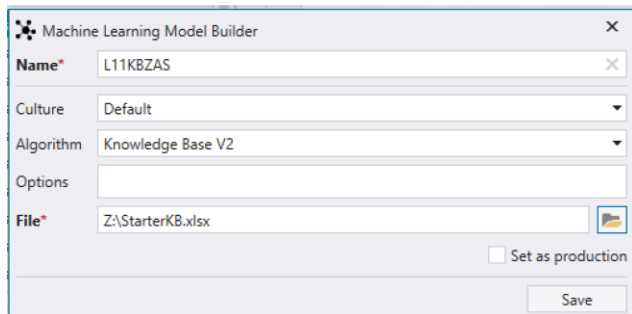 Machine Learning Model Builder
Name* L11KBZAS
Culture Default
Algorithm Knowledge Base V2
Options
File* Z:\StarterKB.xlsx
Set as production
Save